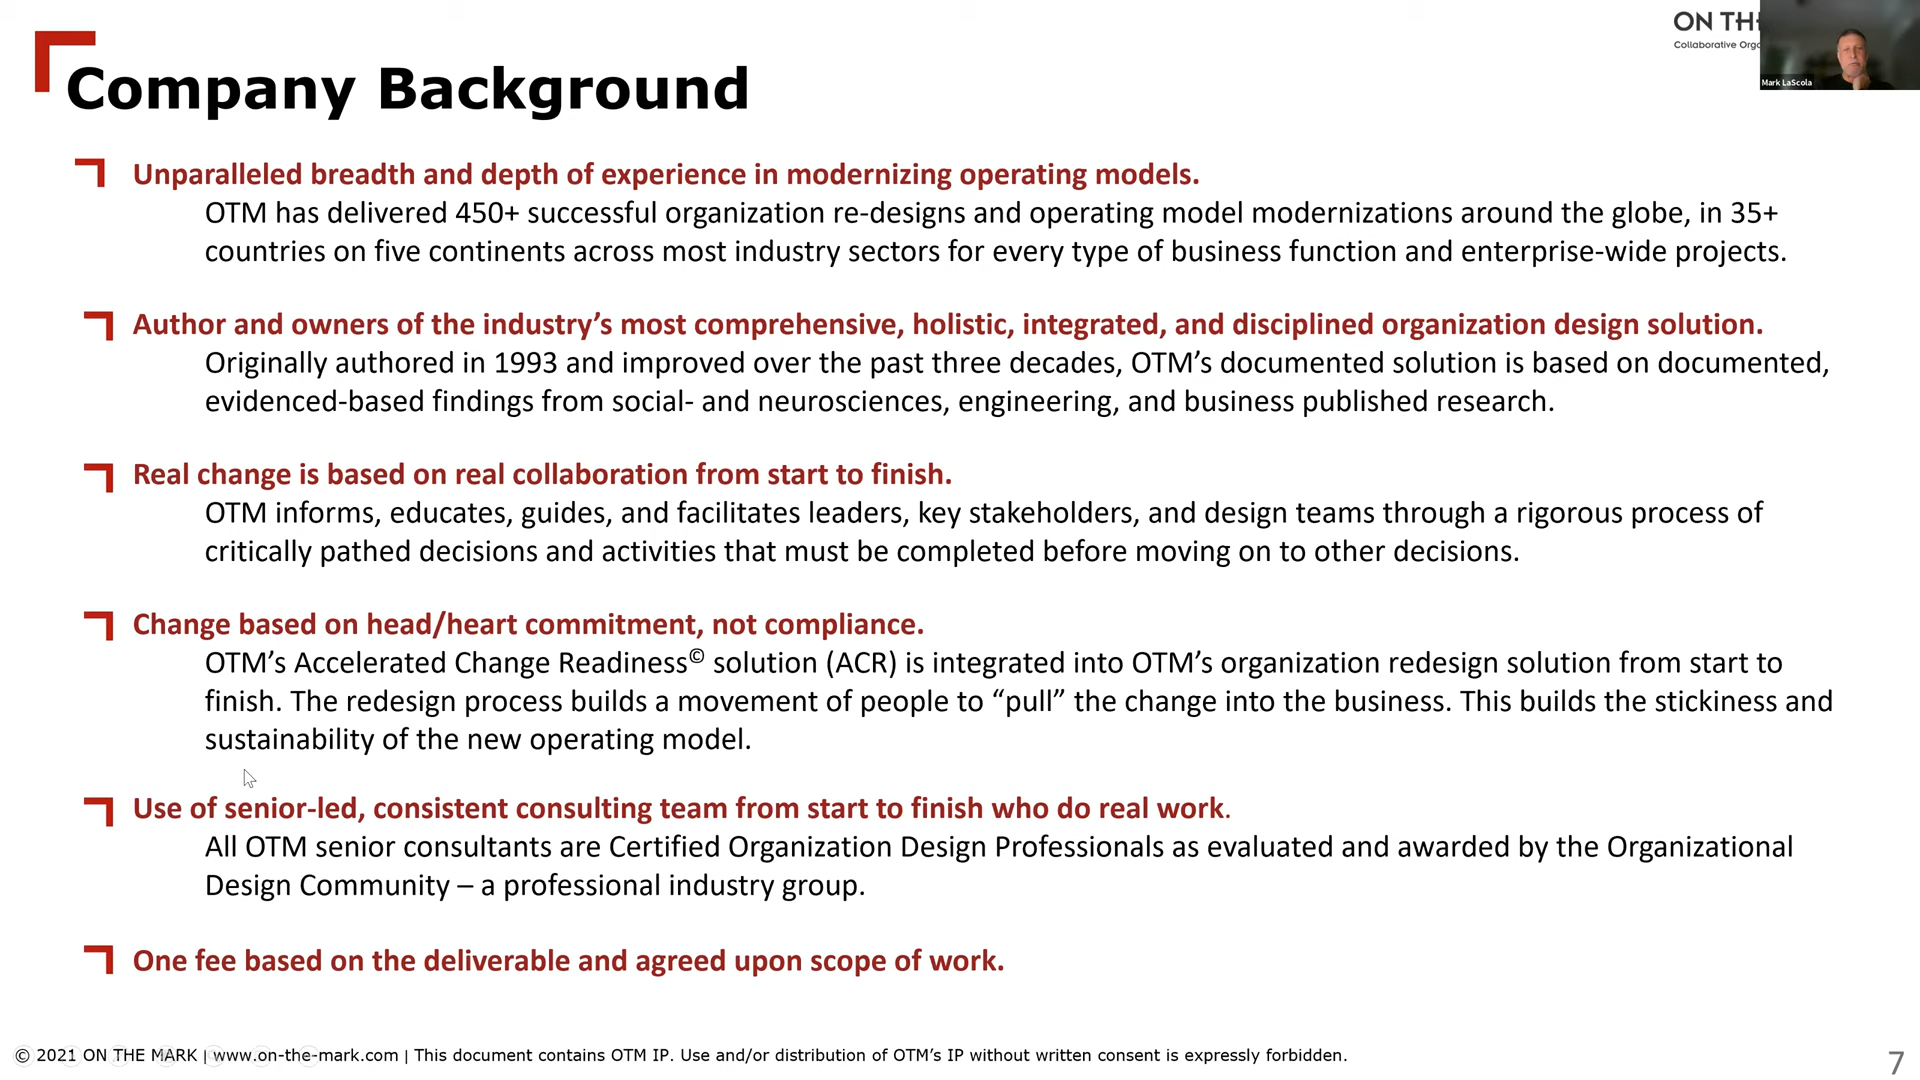 ON TH
Collaborative Orgo
Mark LaScola
Company Background
Unparalleled breadth and depth of experience in modernizing operating models.
OTM has delivered 450+ successful organization re-designs and operating model modernizations around the globe, in 35+
countries on five continents across most industry sectors for every type of business function and enterprise-wide projects.
Author and owners of the industry’s most comprehensive, holistic, integrated, and disciplined organization design solution.
Originally authored in 1993 and improved over the past three decades, OTM’s documented solution is based on documented,
evidenced-based findings from social- and neurosciences, engineering, and business published research.
Real change is based on real collaboration from start to finish.
OTM informs, educates, guides, and facilitates leaders, key stakeholders, and design teams through a rigorous process of
critically pathed decisions and activities that must be completed before moving on to other decisions.
Change based on head/heart commitment, not compliance.
OTM’s Accelerated Change Readiness© solution (ACR) is integrated into OTM’s organization redesign solution from start to
finish. The redesign process builds a movement of people to “pull” the change into the business. This builds the stickiness and
sustainability of the new operating model.
Use of senior-led, consistent consulting team from start to finish who do real work.
All OTM senior consultants are Certified Organization Design Professionals as evaluated and awarded by the Organizational
Design Community – a professional industry group.
One fee based on the deliverable and agreed upon scope of work.
© 2021 ON THE MARK | www.on-the-mark.com | This document contains OTM IP. Use and/or distribution of OTM’s IP without written consent is expressly forbidden.
7